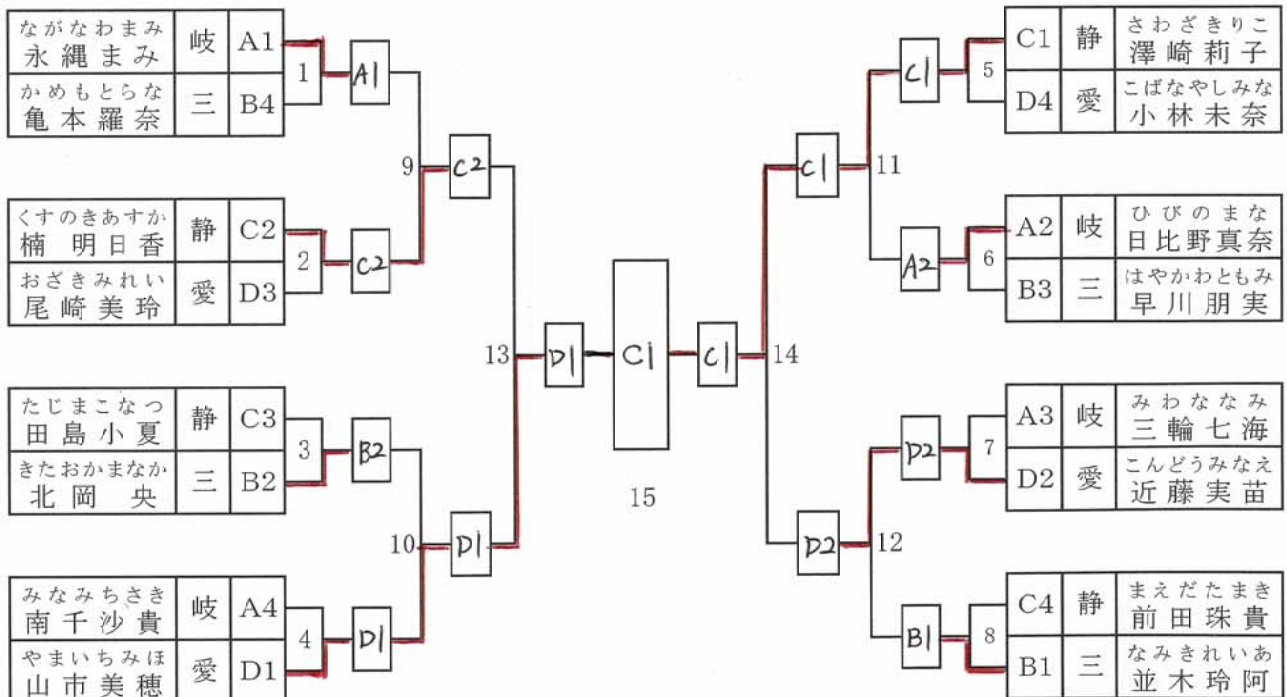 ながなわまみ
永縄まみ 岐 A1
1 A1
かめもとらな
亀本羅奈 三 B4
9 C2
くすのきあすか
楠 明日香 静 C2
2 C2
おざきみれい
尾崎美玲 愛 D3
13 D1
たじまこなつ
田島小夏 静 C3
3 B2
きたおかまなか
北岡 央 三 B2
10 D1
みなみちさき
南千沙貴 岐 A4
4 D1
やまいちみほ
山市美穂 愛 D1
C1
15
さわざきりこ
C1 静 澤崎莉子
C1 5
こばなやしみな
D4 愛 小林未奈
C1 11
ひびのまな
A2 岐 日比野真奈
A2 6
はやかわともみ
B3 三 早川朋実
C1 14
みわななみ
A3 岐 三輪七海
D2 7
こんどうみなえ
D2 愛 近藤実苗
D2 12
まえだたまき
C4 静 前田珠貴
B1 8
なみきれいあ
B1 三 並木玲阿